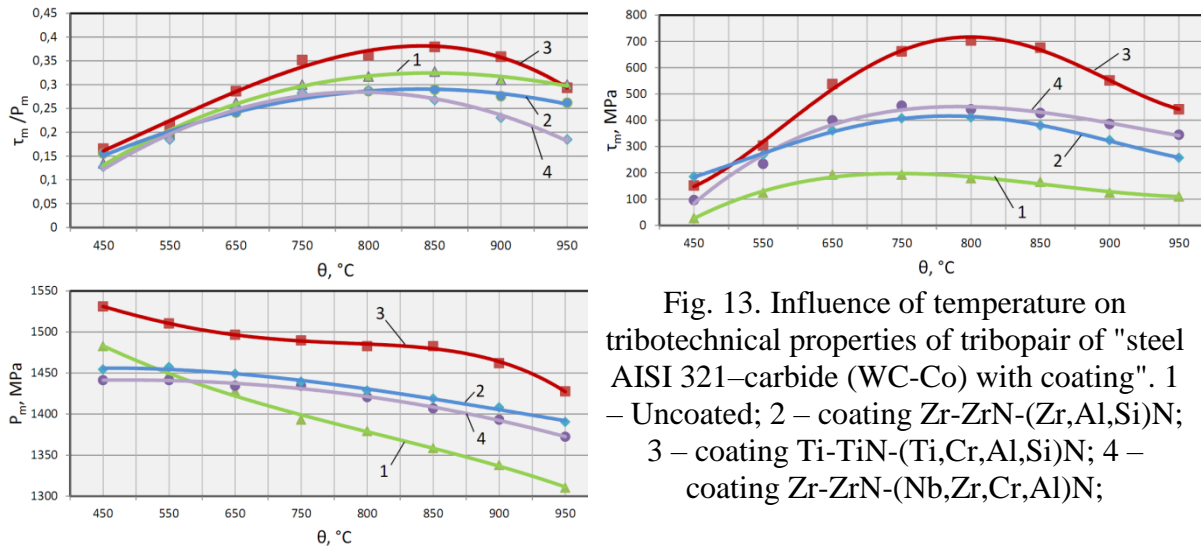 0,45
0,4
0,35
0,3
0,25
0,2
0,15
0,1
0,05
0
τm /Pm
3
1
2
4
450 550 650 750 800 850 900 950
θ, °C
800
700
600
500
400
300
200
100
0
τm, MPa
3
4
2
1
450 550 650 750 800 850 900 950
θ, °C
1550
1500
1450
1400
1350
1300
Pm, MPa
3
2
4
1
450 550 650 750 800 850 900 950
θ, °C
Fig. 13. Influence of temperature on
tribotechnical properties of tribopair of "steel
AISI 321–carbide (WC-Co) with coating". 1
– Uncoated; 2 – coating Zr-ZrN-(Zr,Al,Si)N;
3 – coating Ti-TiN-(Ti,Cr,Al,Si)N; 4 –
coating Zr-ZrN-(Nb,Zr,Cr,Al)N;